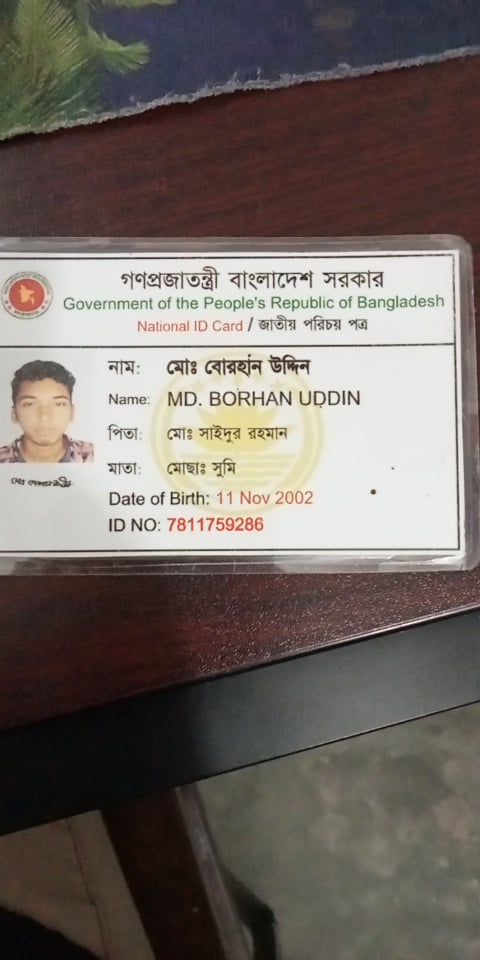 গণপ্রজাতন্ত্রী বাংলাদেশ সরকার
Government of the People's Republic of Bangladesh
National ID Card / জাতীয় পরিচয় পত্র
নাম: মোঃ বোরহান উদ্দিন
Name: MD. BORHAN UDDIN
পিতা: মোঃ সাইদুর রহমান
মাতা: মোছাঃ সুমি
Date of Birth: 11 Nov 2002
ID NO: 7811759286